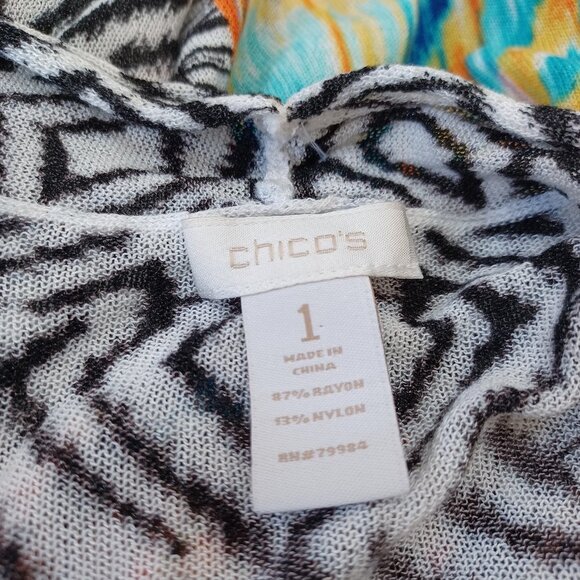 chico's
1
MADE IN
CHINA
87% RAYON
13% NYLON
RN#79984